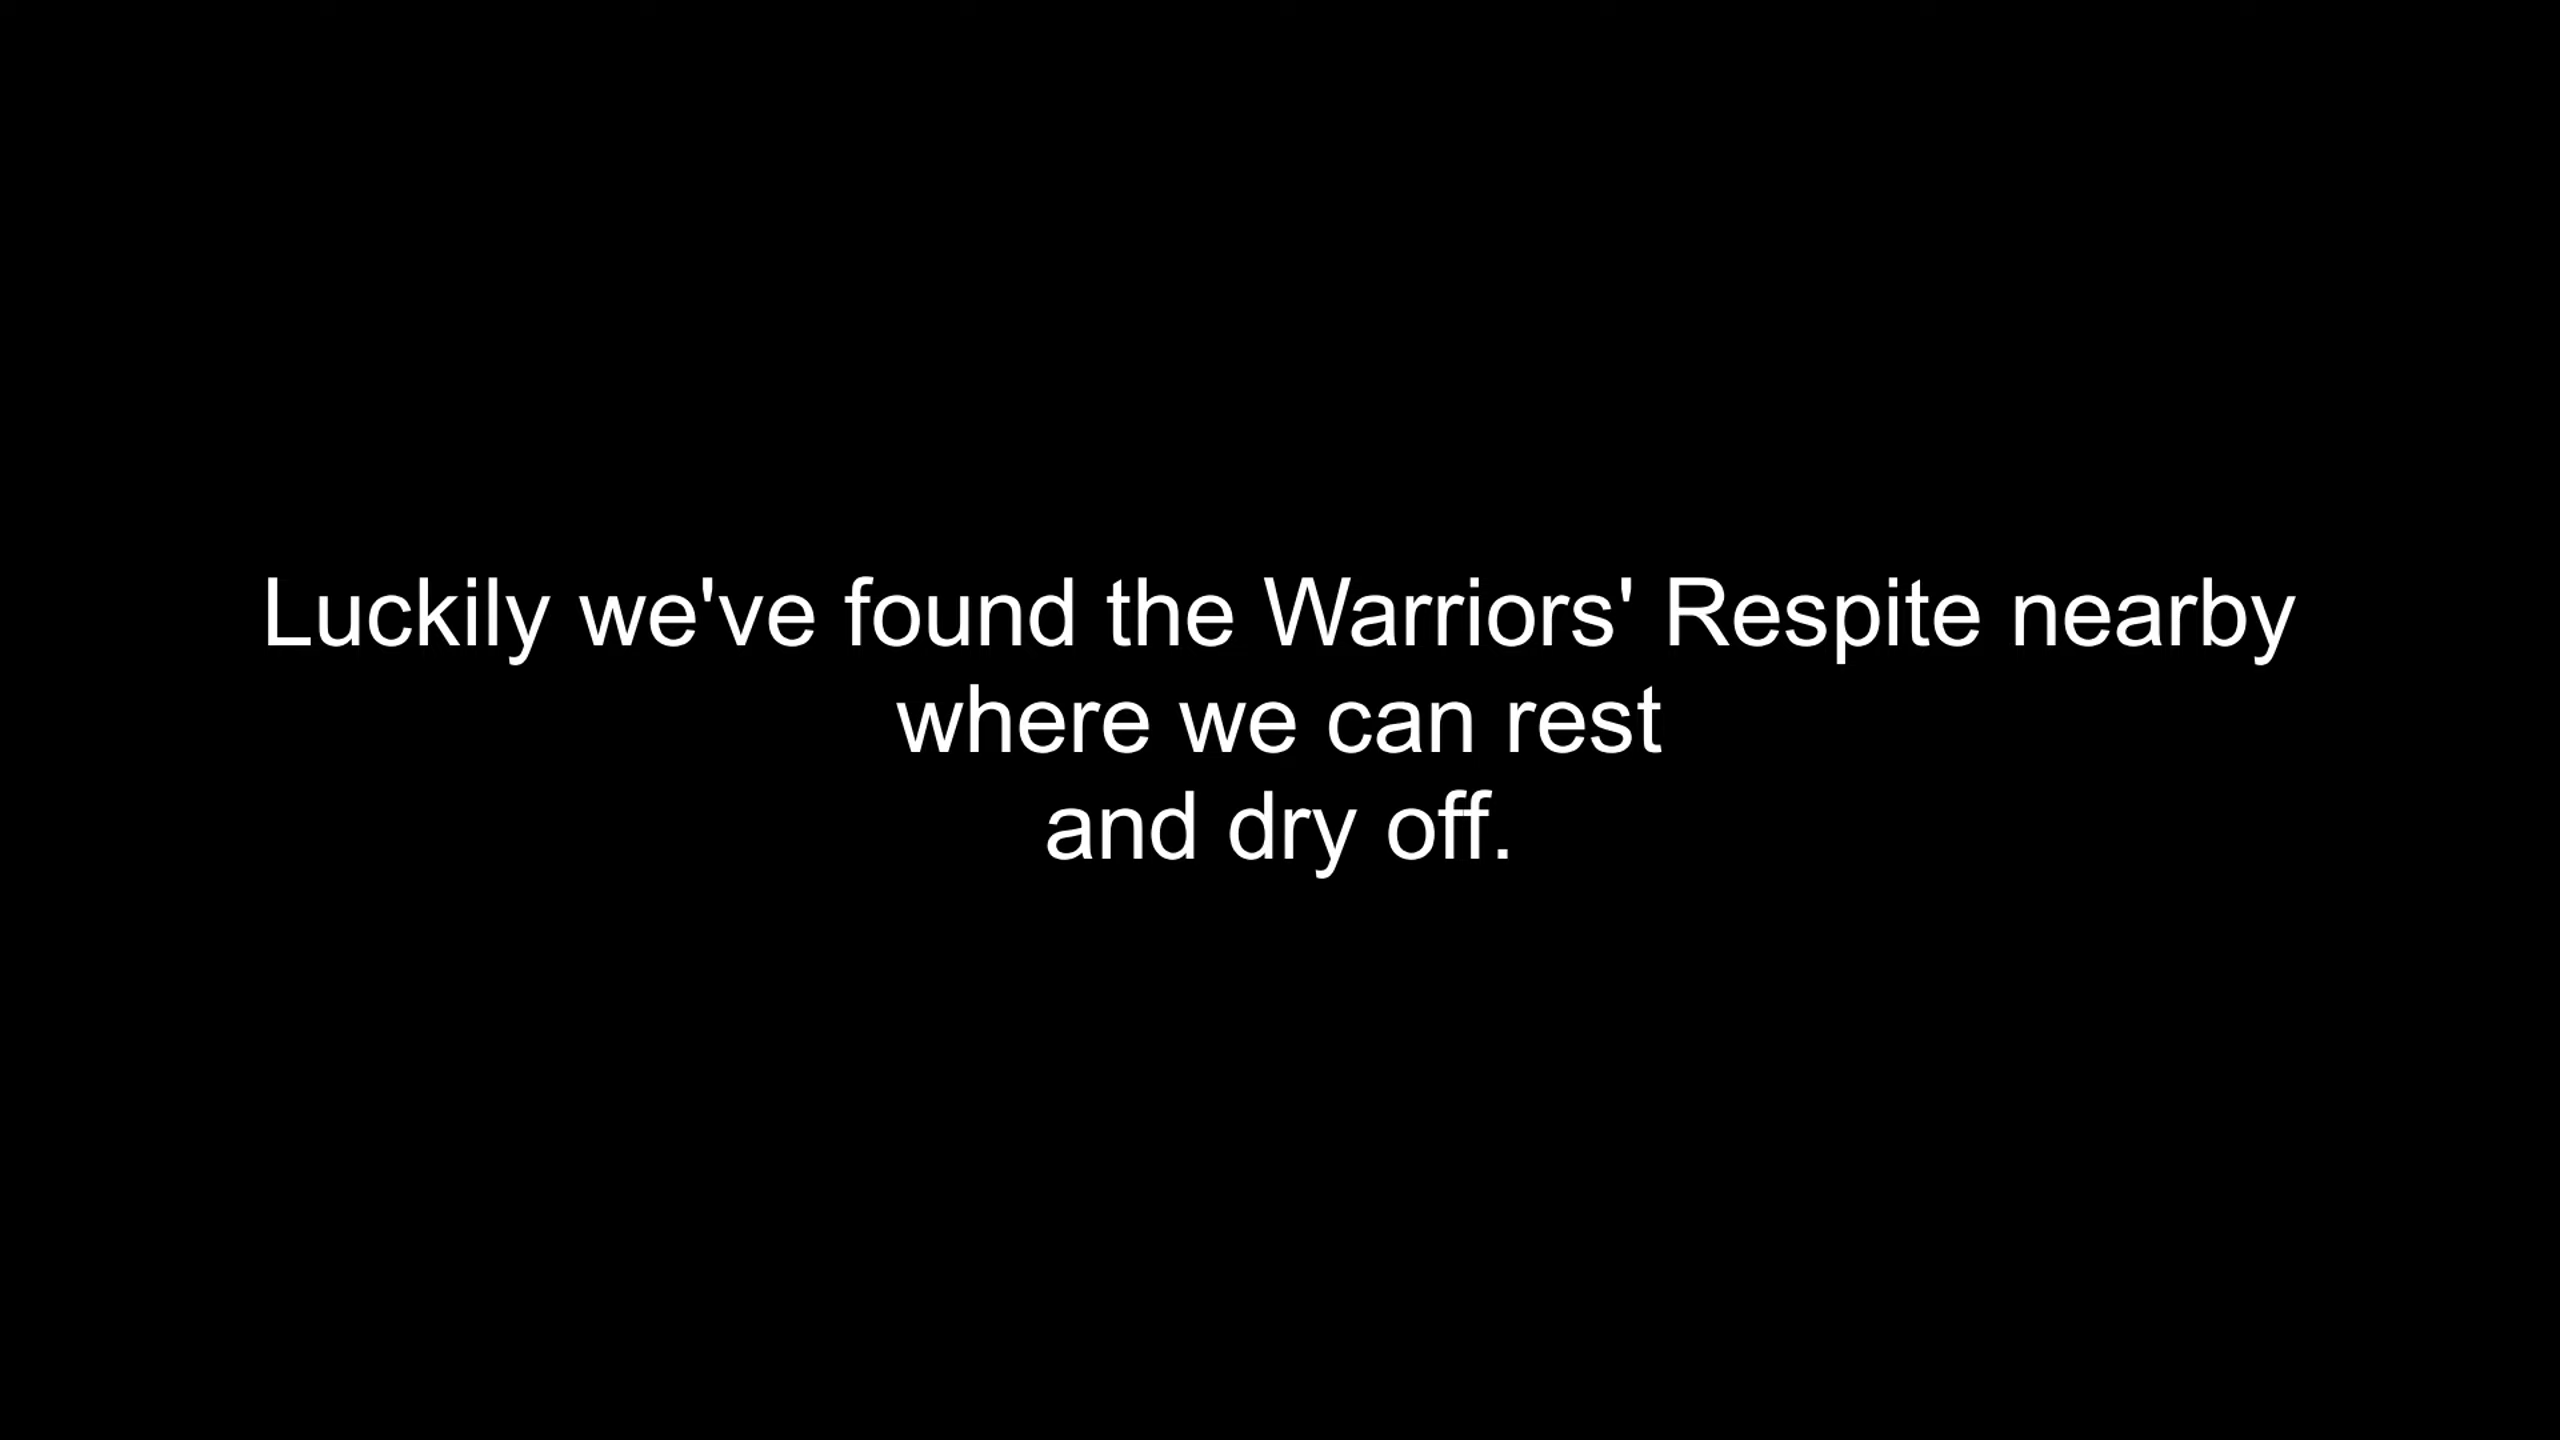 Luckily we've found the Warriors' Respite nearby
where we can rest
and dry off.